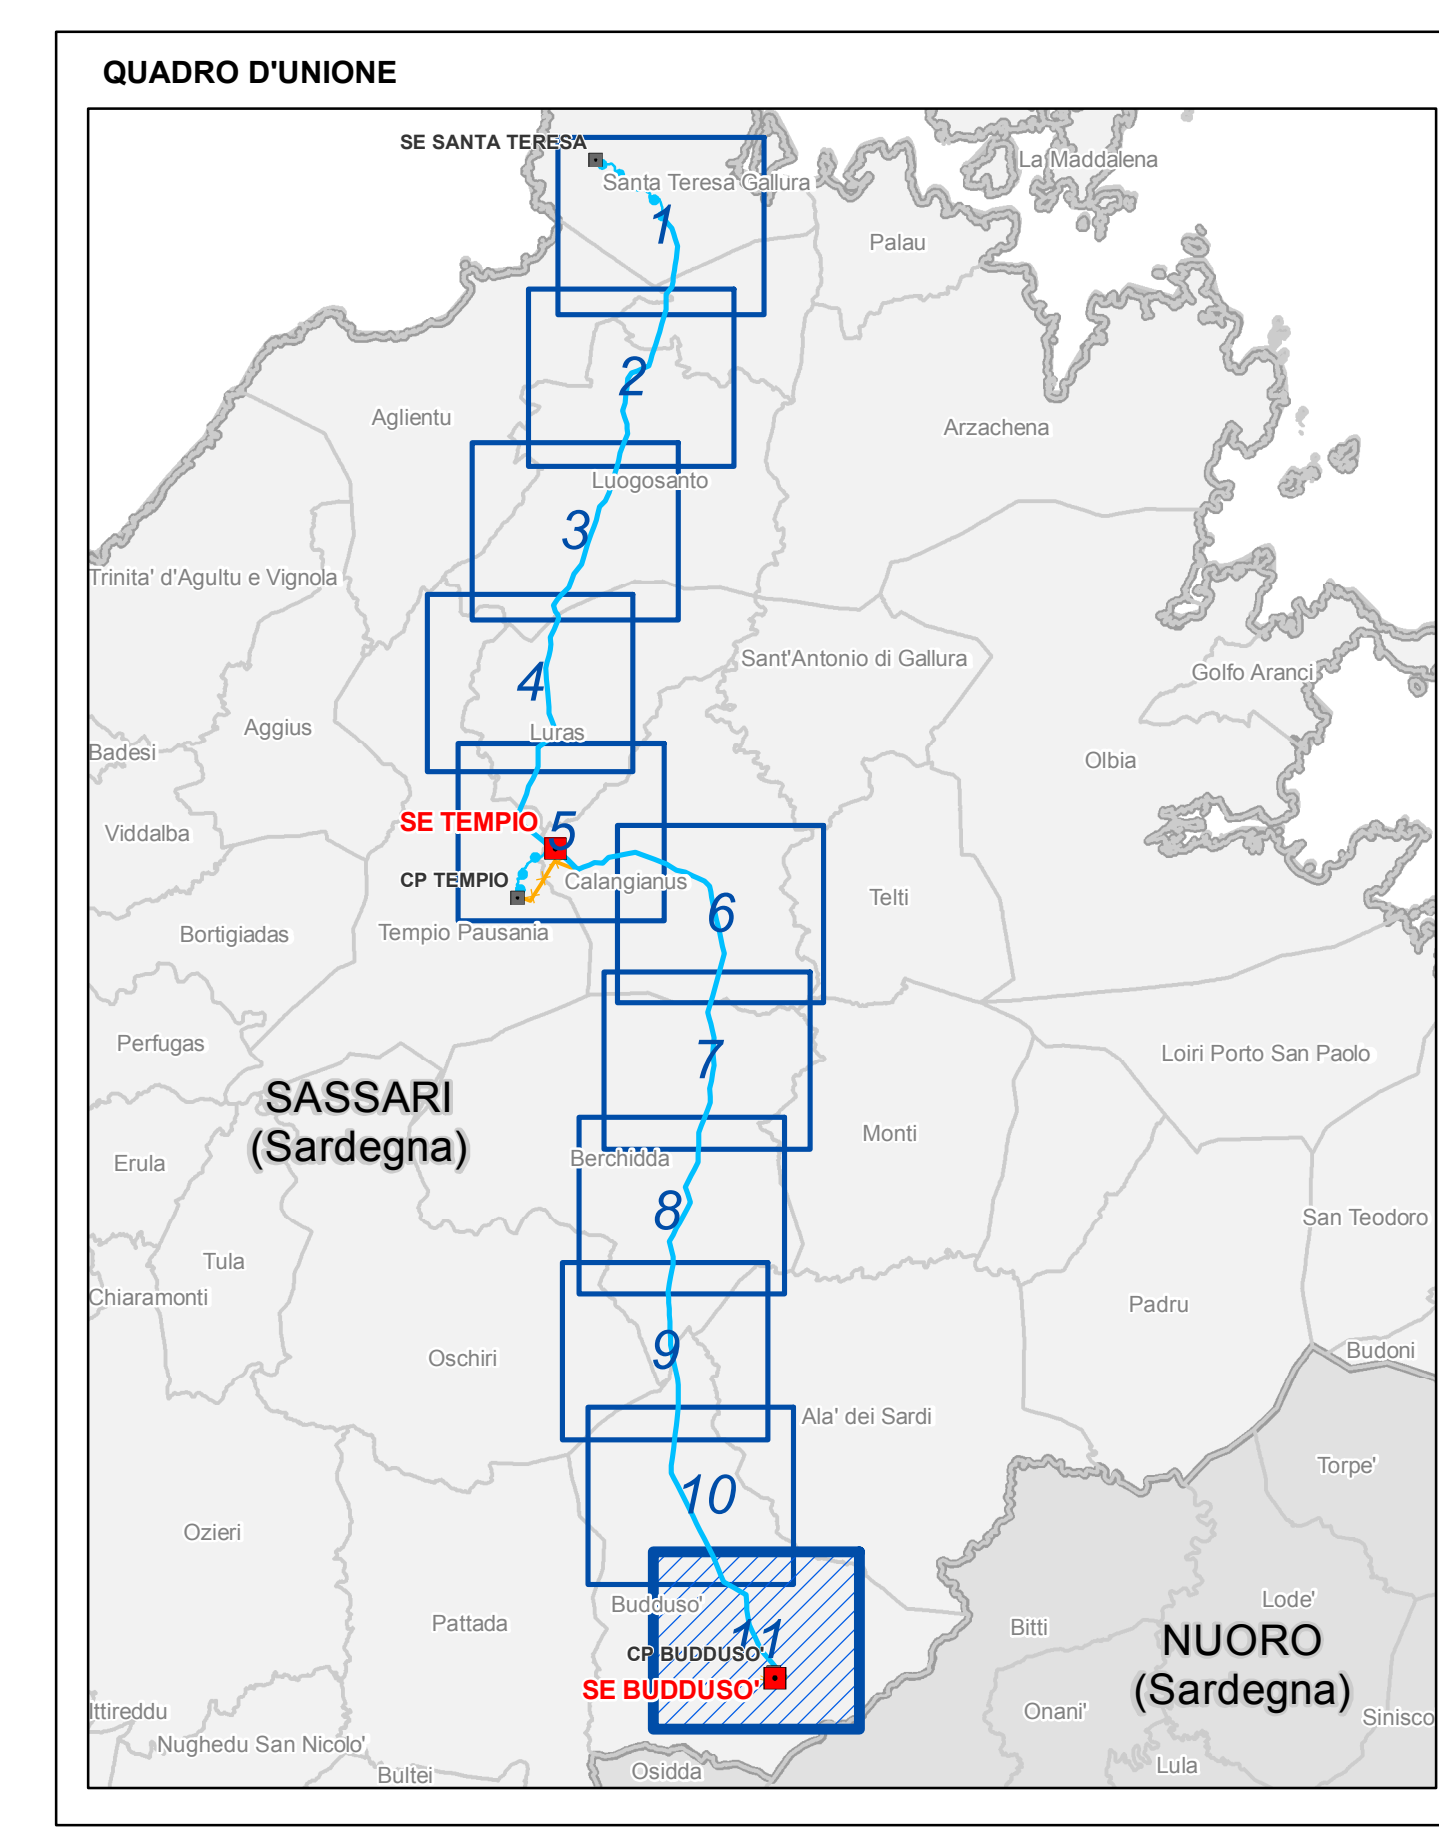 QUADRO D'UNIONE
SE SANTA TERESA
La Maddalena
Santa Teresa Gallura
1
Palau
2
Aglientu
Arzachena
Luogosanto
3
Trinita' d'Agultu e Vignola
Sant'Antonio di Gallura
Golfo Aranci
4
Aggius
Luras
Badesi
Olbia
SE TEMPIO
5
Viddalba
CP TEMPIO
Calangianus
Telti
6
Bortigiadas
Tempio Pausania
Perfugas
7
Loiri Porto San Paolo
SASSARI
(Sardegna)
Monti
Berchidda
Erula
8
San Teodoro
Tula
Chiaramonti
Padru
9
Oschiri
Budoni
Ala' dei Sardi
Torpe'
10
Ozieri
Budduso'
Lode'
Pattada
Bitti
11
NUORO
(Sardegna)
CP BUDDUSO'
SE BUDDUSO'
Ittireddu
Onani'
Sinisco
Nughedu San Nicolo'
Bultei
Osidda
Lula